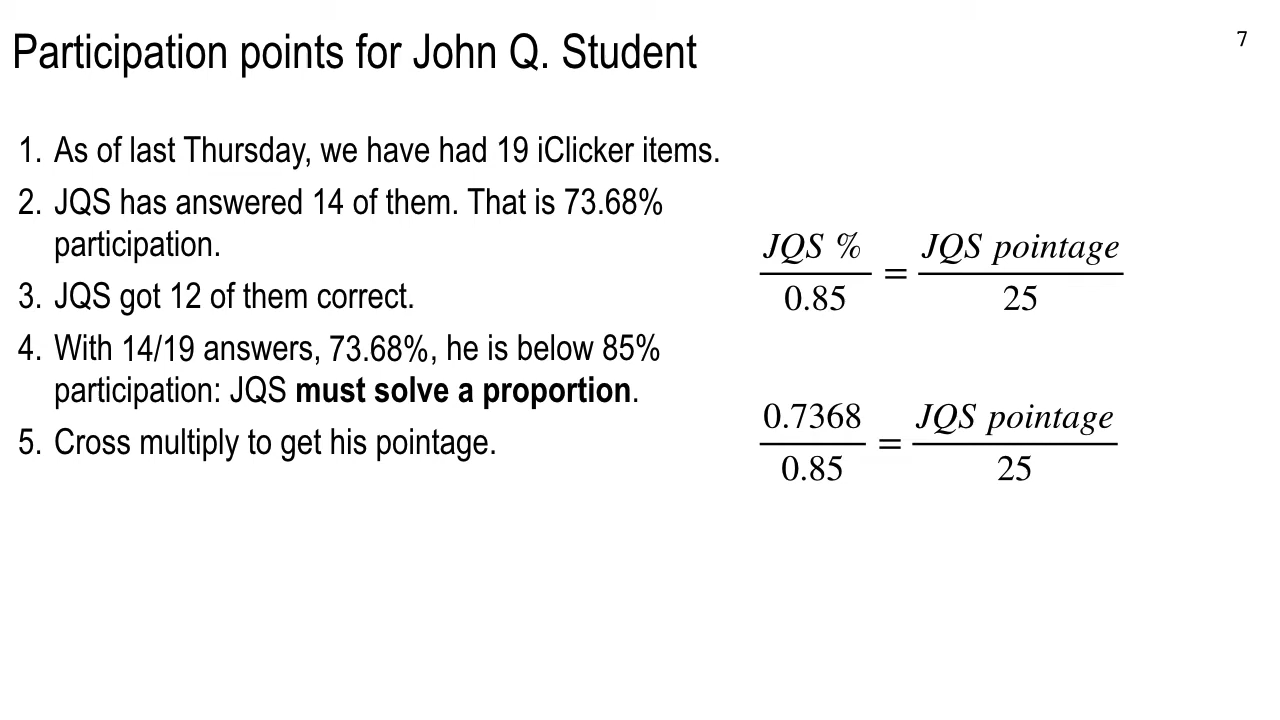 Participation points for John Q. Student
7
1. As of last Thursday, we have had 19 iClicker items.
2. JQS has answered 14 of them. That is 73.68%
participation.
3. JQS got 12 of them correct.
4. With 14/19 answers, 73.68%, he is below 85%
participation: JQS must solve a proportion.
5. Cross multiply to get his pointage.
JQS % / 0.85 = JQS pointage / 25
0.7368 / 0.85 = JQS pointage / 25